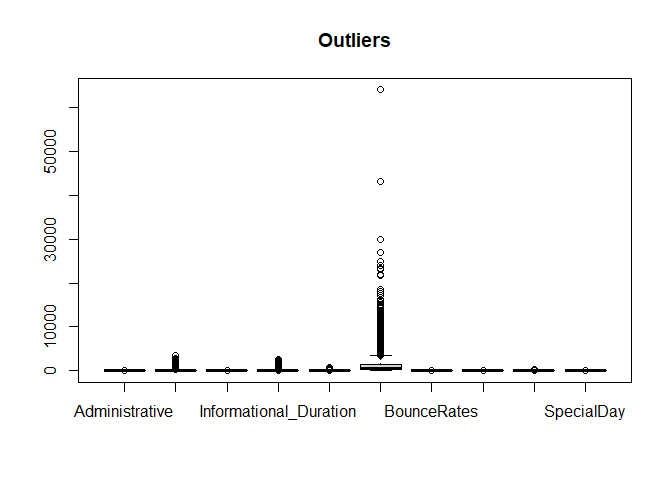 Outliers
50000
30000
10000
0
Administrative Informational_Duration BounceRates SpecialDay